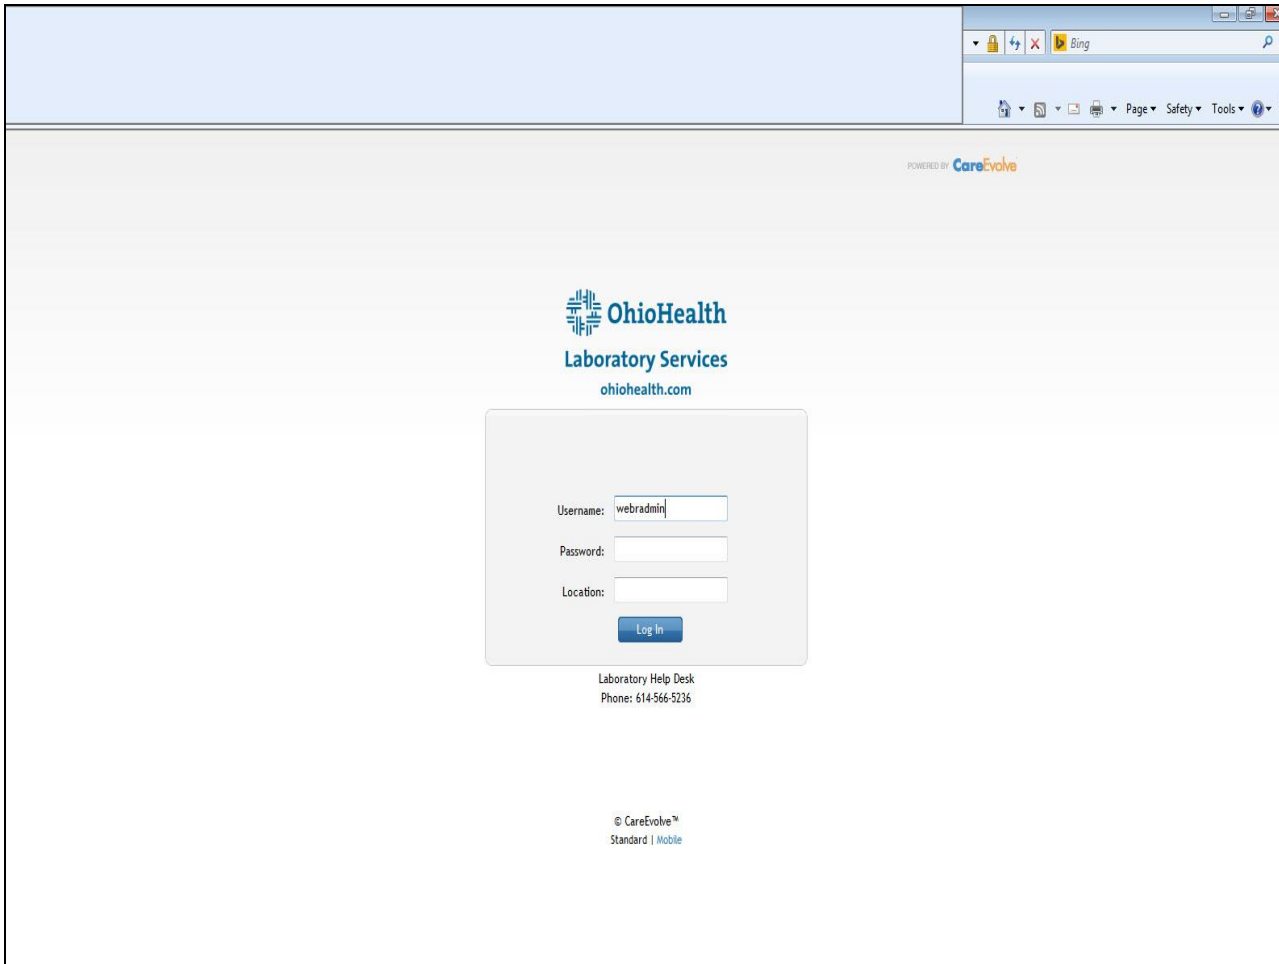 Bing
Page Safety Tools
POWERED BY CareEvolve
OhioHealth
Laboratory Services
ohiohealth.com
Username: webradmin
Password:
Location:
Log In
Laboratory Help Desk
Phone: 614-566-5236
© CareEvolve™
Standard | Mobile